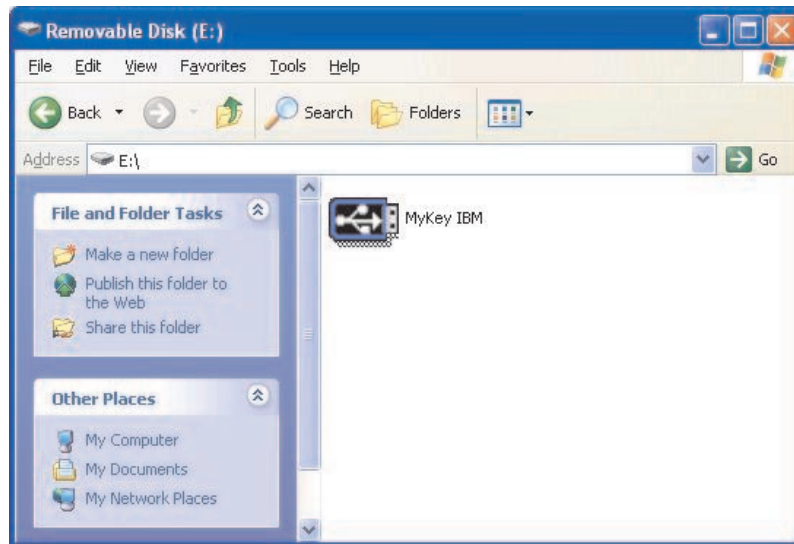 Removable Disk (E:)
File Edit View Favorites Tools Help
Back Search Folders
Address E:\ Go
File and Folder Tasks
MyKey IBM
Make a new folder
Publish this folder to
the Web
Share this folder
Other Places
My Computer
My Documents
My Network Places